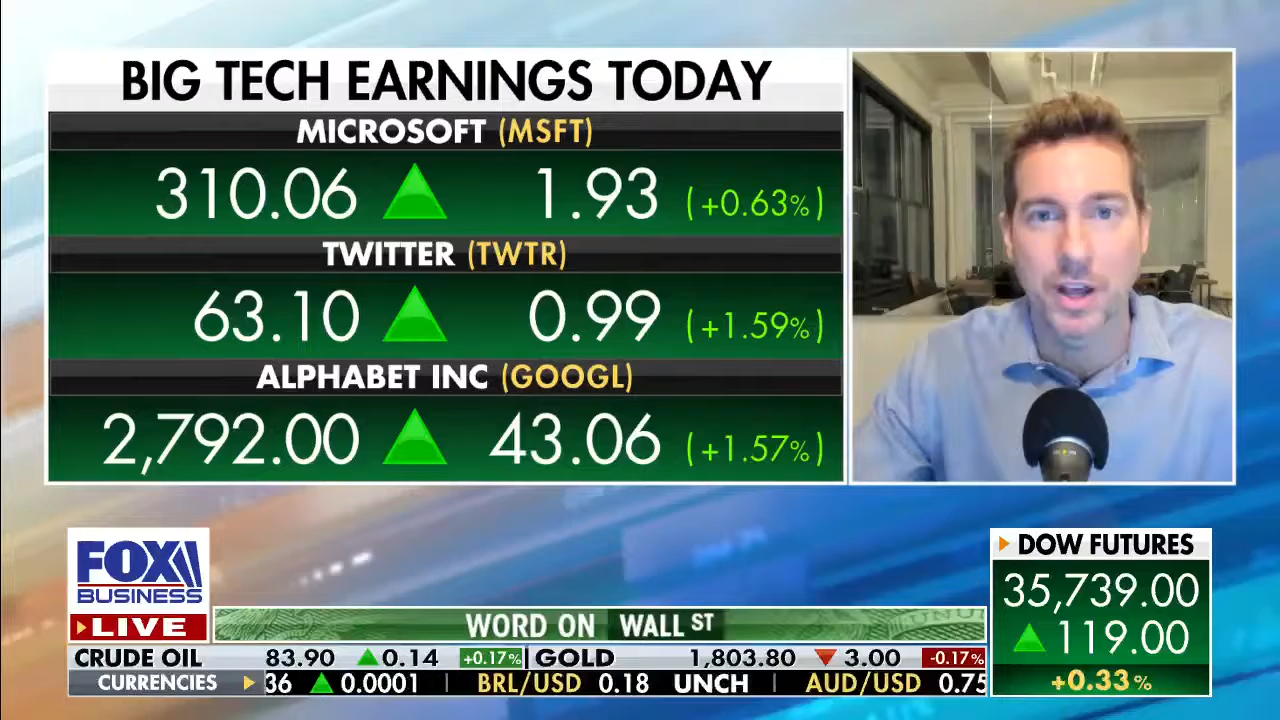 BIG TECH EARNINGS TODAY
MICROSOFT (MSFT)
310.06 ▲ 1.93 (+0.63%)
TWITTER (TWTR)
63.10 ▲ 0.99 (+1.59%)
ALPHABET INC (GOOGL)
2,792.00 ▲ 43.06 (+1.57%)
FOX
BUSINESS
LIVE
WORD ON WALL ST
DOW FUTURES
35,739.00
▲ 119.00
+0.33%
CRUDE OIL 83.90 ▲ 0.14 +0.17% GOLD 1,803.80 ▼ 3.00 -0.17%
CURRENCIES 36 ▲ 0.0001 | BRL/USD 0.18 UNCH | AUD/USD 0.75